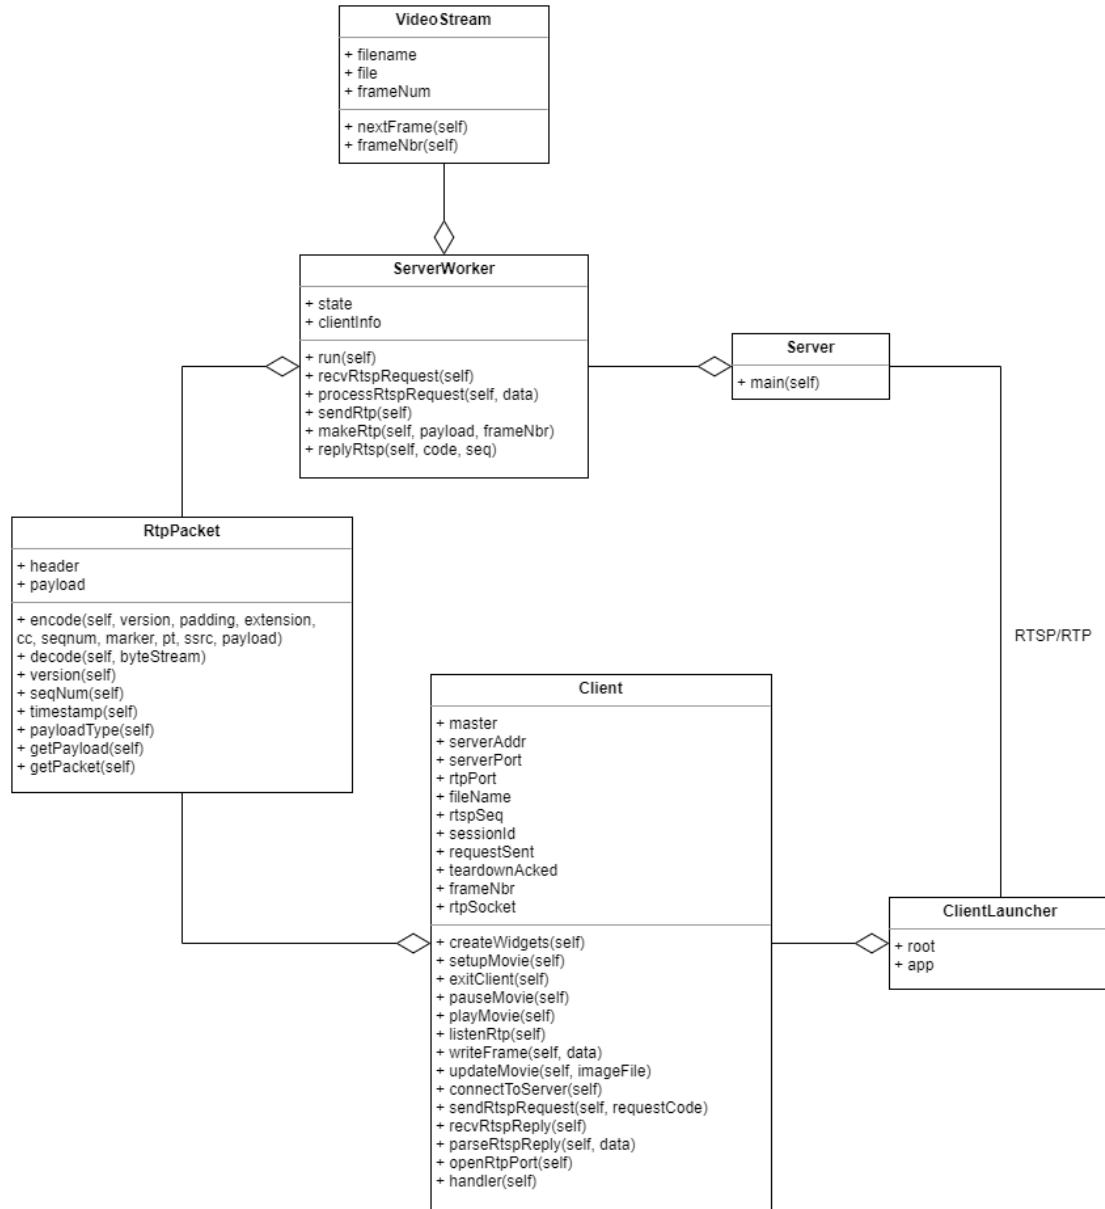 VideoStream
+ filename
+ file
+ frameNum
+ nextFrame(self)
+ frameNbr(self)
ServerWorker
+ state
+ clientInfo
+ run(self)
+ recvRtspRequest(self)
+ processRtspRequest(self, data)
+ sendRtp(self)
+ makeRtp(self, payload, frameNbr)
+ replyRtsp(self, code, seq)
Server
+ main(self)
RtpPacket
+ header
+ payload
+ encode(self, version, padding, extension,
cc, seqnum, marker, pt, ssrc, payload)
+ decode(self, byteStream)
+ version(self)
+ seqNum(self)
+ timestamp(self)
+ payloadType(self)
+ getPayload(self)
+ getPacket(self)
RTSP/RTP
Client
+ master
+ serverAddr
+ serverPort
+ rtpPort
+ fileName
+ rtspSeq
+ sessionId
+ requestSent
+ teardownAcked
+ frameNbr
+ rtpSocket
+ createWidgets(self)
+ setupMovie(self)
+ exitClient(self)
+ pauseMovie(self)
+ playMovie(self)
+ listenRtp(self)
+ writeFrame(self, data)
+ updateMovie(self, imageFile)
+ connectToServer(self)
+ sendRtspRequest(self, requestCode)
+ recvRtspReply(self)
+ parseRtspReply(self, data)
+ openRtpPort(self)
+ handler(self)
ClientLauncher
+ root
+ app